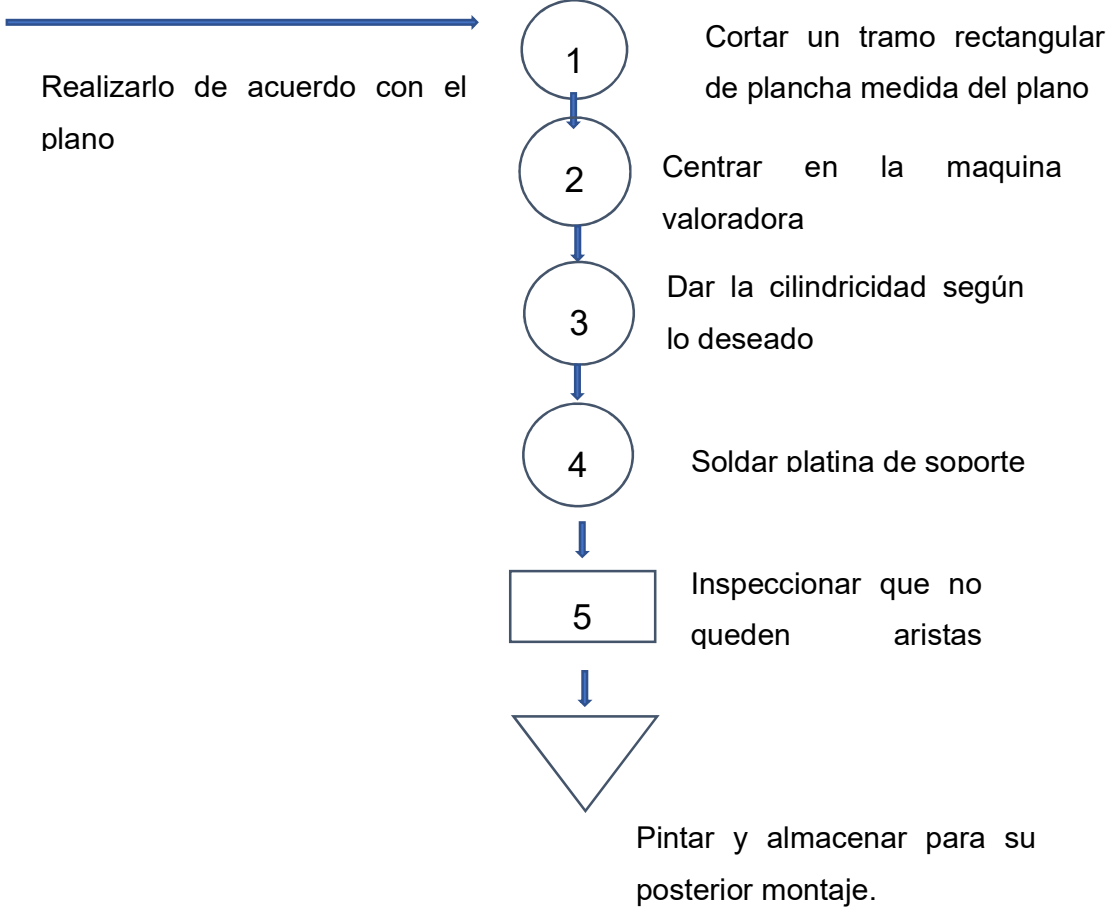 Realizarlo de acuerdo con el
plano
1
Cortar un tramo rectangular
de plancha medida del plano
2
Centrar en la maquina
valoradora
3
Dar la cilindricidad según
lo deseado
4
Soldar platina de soporte
5
Inspeccionar que no
queden aristas
Pintar y almacenar para su
posterior montaje.